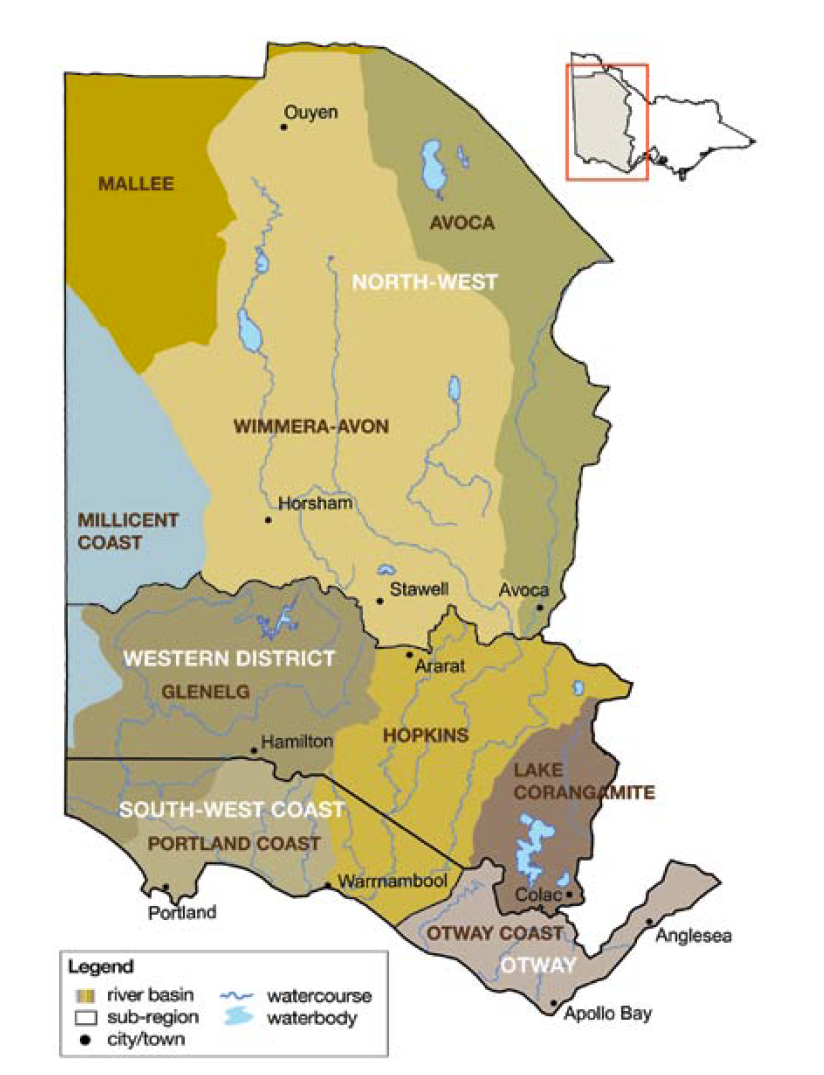 Ouyen
MALLEE
AVOCA
NORTH-WEST
WIMMERA-AVON
Horsham
MILLICENT
COAST
Stawell
Avoca
WESTERN DISTRICT
Ararat
GLENELG
HOPKINS
Hamilton
LAKE
CORANGAMITE
SOUTH-WEST COAST
PORTLAND COAST
Warrnambool
Colac
Portland
OTWAY COAST
Anglesea
OTWAY
Apollo Bay
Legend
river basin
watercourse
sub-region
waterbody
city/town